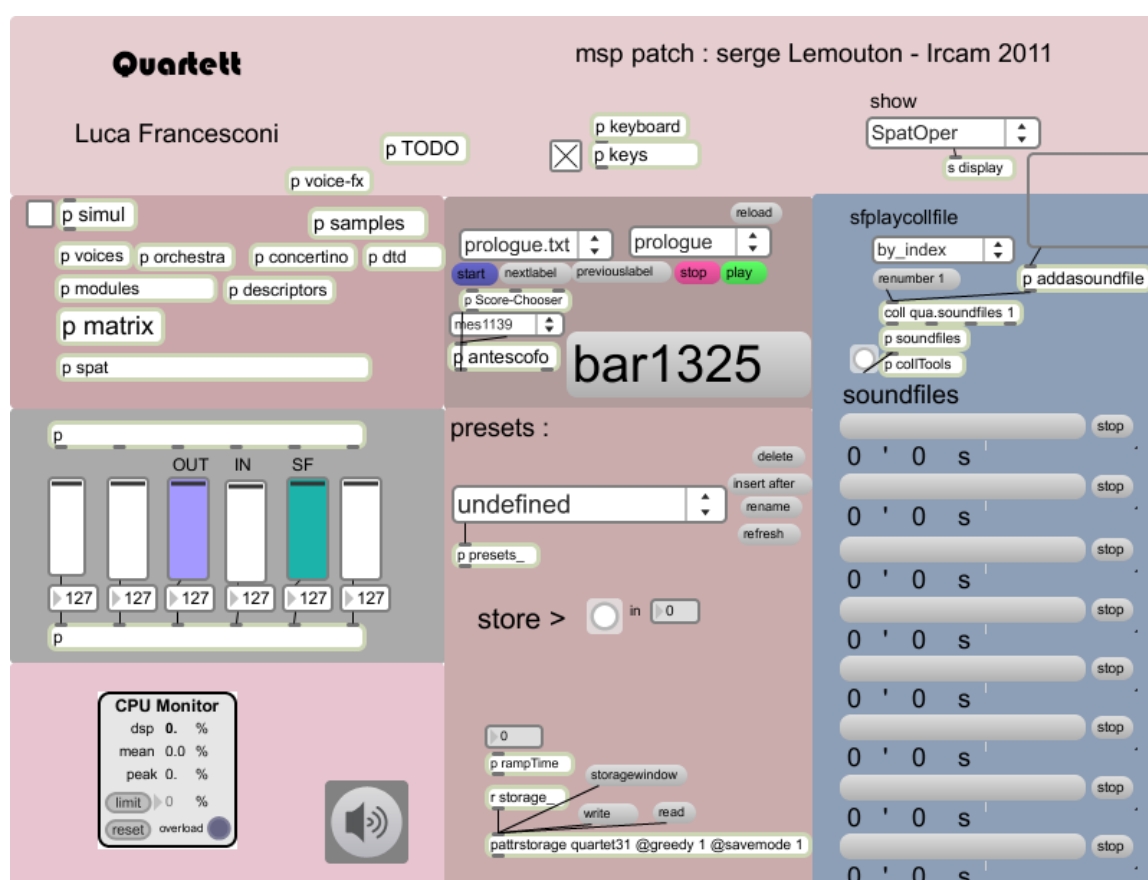 Quartett
msp patch : serge Lemouton - Ircam 2011
Luca Francesconi
p TODO
p voice-fx
p keyboard
p keys
show
SpatOper
s display
p simul
p samples
p voices
p orchestra
p concertino
p dtd
p modules
p descriptors
p matrix
p spat
reload
prologue.txt
prologue
start
nextlabel
previouslabel
stop
play
p Score-Chooser
mes1139
p antescofo
bar1325
sfplaycollfile
by_index
renumber 1
p addasoundfile
coll qua.soundfiles 1
p soundfiles
p collTools
soundfiles
stop
0 ' 0 s
stop
0 ' 0 s
stop
0 ' 0 s
stop
0 ' 0 s
stop
0 ' 0 s
stop
0 ' 0 s
stop
0 ' 0 s
stop
0 ' 0 s
p
OUT IN SF
127 127 127 127 127 127
p
presets :
delete
insert after
undefined
rename
refresh
p presets_
store >
in
0
CPU Monitor
dsp 0. %
mean 0.0 %
peak 0. %
limit 0 %
reset overload
0
p rampTime
storagewindow
r storage_
write
read
pattrstorage quartet31 @greedy 1 @savemode 1